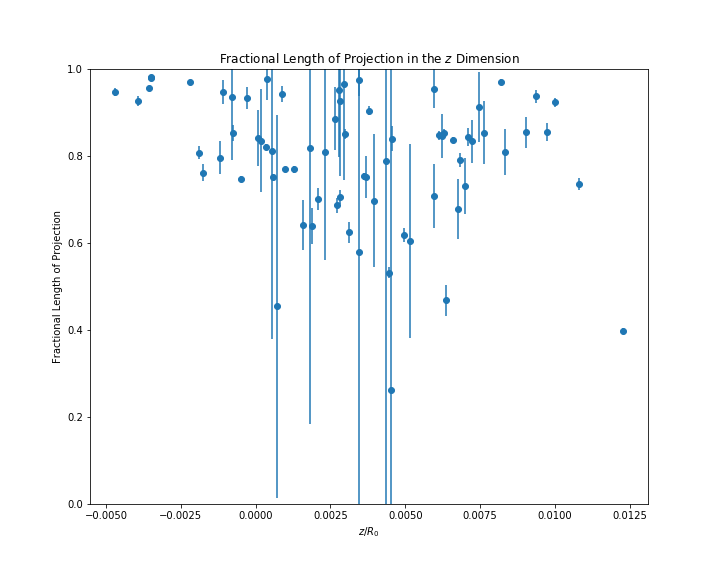 Fractional Length of Projection in the z Dimension
1.0
0.8
0.6
0.4
0.2
0.0
Fractional Length of Projection
−0.0050 −0.0025 0.0000 0.0025 0.0050 0.0075 0.0100 0.0125
z/R₀